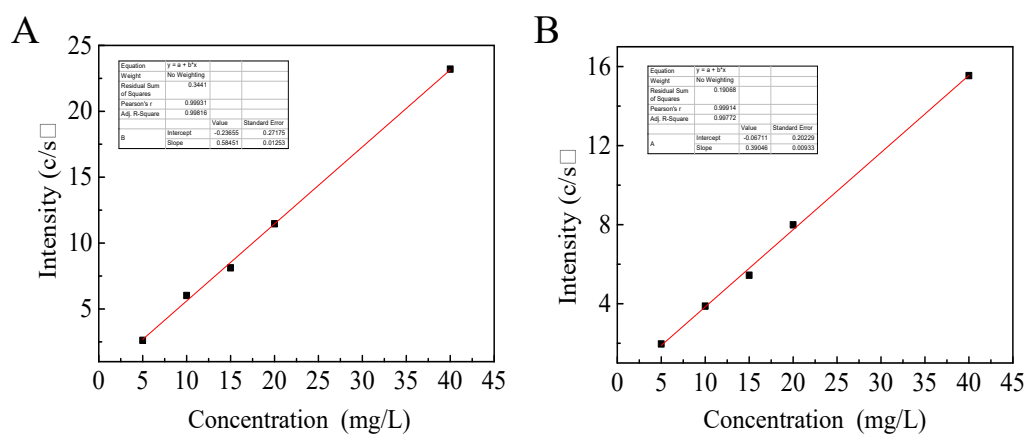 A
25
20
15
10
5
Intensity (c/s□
Equation y = a + b*x
Weight No Weighting
Residual Sum of Squares 0.3441
Pearson's r 0.99931
Adj. R-Square 0.99816
Value Standard Error
B Intercept -0.23655 0.27175
Slope 0.58451 0.01253
0 5 10 15 20 25 30 35 40 45
Concentration (mg/L)
B
16
12
8
4
Intensity (c/s□
Equation y = a + b*x
Weight No Weighting
Residual Sum of Squares 0.19068
Pearson's r 0.99914
Adj. R-Square 0.99772
Value Standard Error
A Intercept -0.06711 0.20229
Slope 0.39046 0.00933
0 5 10 15 20 25 30 35 40 45
Concentration (mg/L)